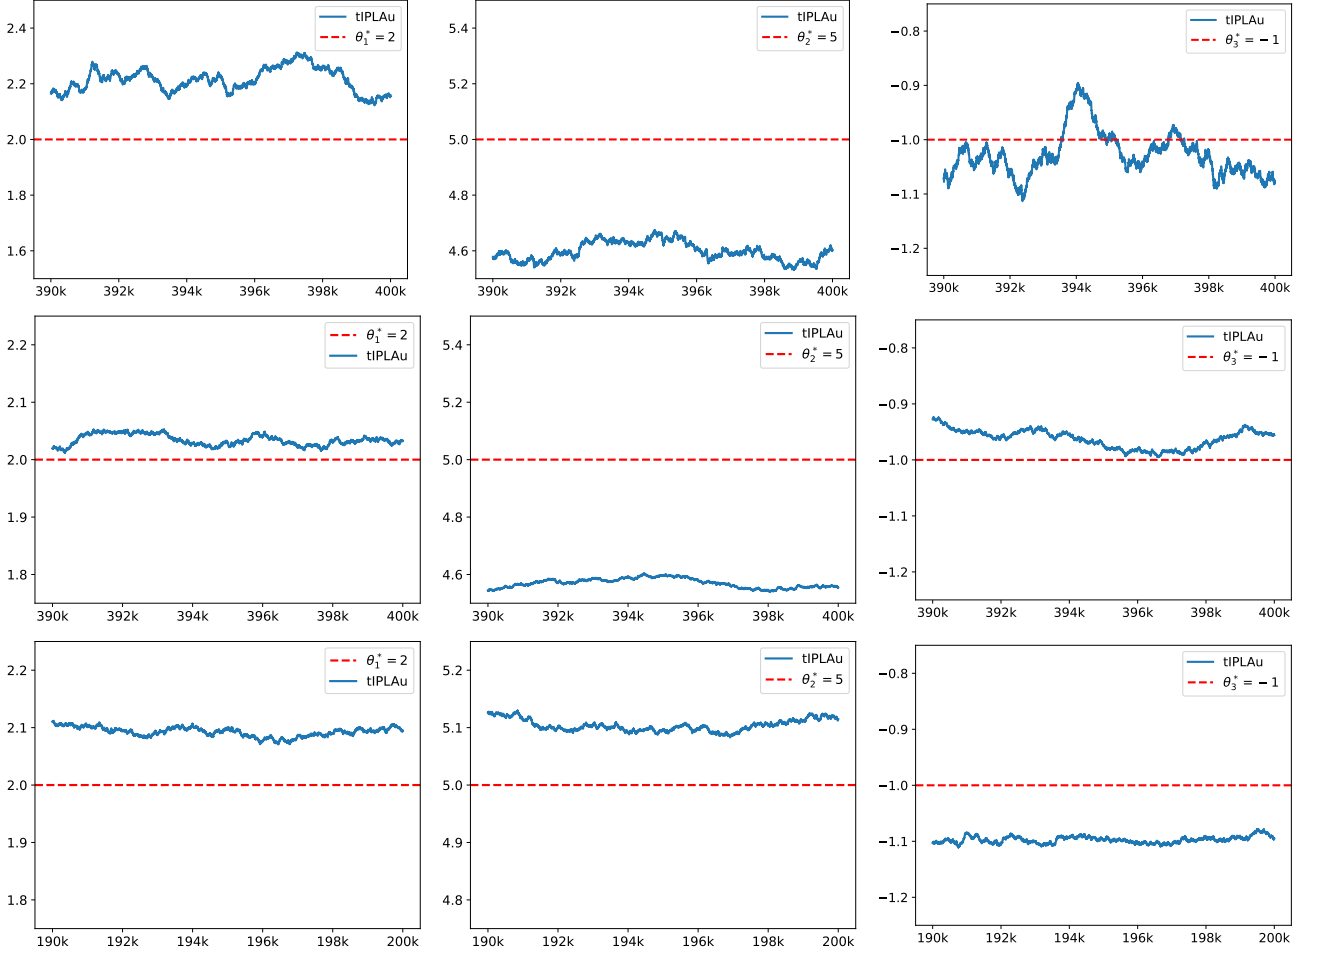 2.4
2.2
2.0
1.8
1.6
390k 392k 394k 396k 398k 400k
tIPLAu
θ₁* = 2
5.4
5.2
5.0
4.8
4.6
390k 392k 394k 396k 398k 400k
tIPLAu
θ₂* = 5
−0.8
−0.9
−1.0
−1.1
−1.2
390k 392k 394k 396k 398k 400k
tIPLAu
θ₃* = −1
2.2
2.1
2.0
1.9
1.8
390k 392k 394k 396k 398k 400k
θ₁* = 2
tIPLAu
5.4
5.2
5.0
4.8
4.6
390k 392k 394k 396k 398k 400k
tIPLAu
θ₂* = 5
−0.8
−0.9
−1.0
−1.1
−1.2
390k 392k 394k 396k 398k 400k
tIPLAu
θ₃* = −1
2.2
2.1
2.0
1.9
1.8
190k 192k 194k 196k 198k 200k
θ₁* = 2
tIPLAu
5.2
5.1
5.0
4.9
4.8
190k 192k 194k 196k 198k 200k
tIPLAu
θ₂* = 5
−0.8
−0.9
−1.0
−1.1
−1.2
190k 192k 194k 196k 198k 200k
tIPLAu
θ₃* = −1